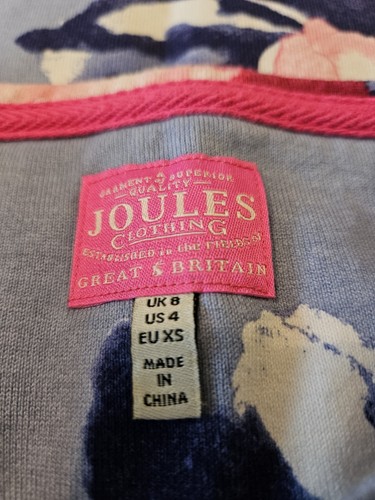 GARMENT of SUPERIOR
QUALITY
JOULES
CLOTHING
ESTABLISHED in the
GREAT & BRITAIN
UK 8
US 4
EU XS
MADE
IN
CHINA